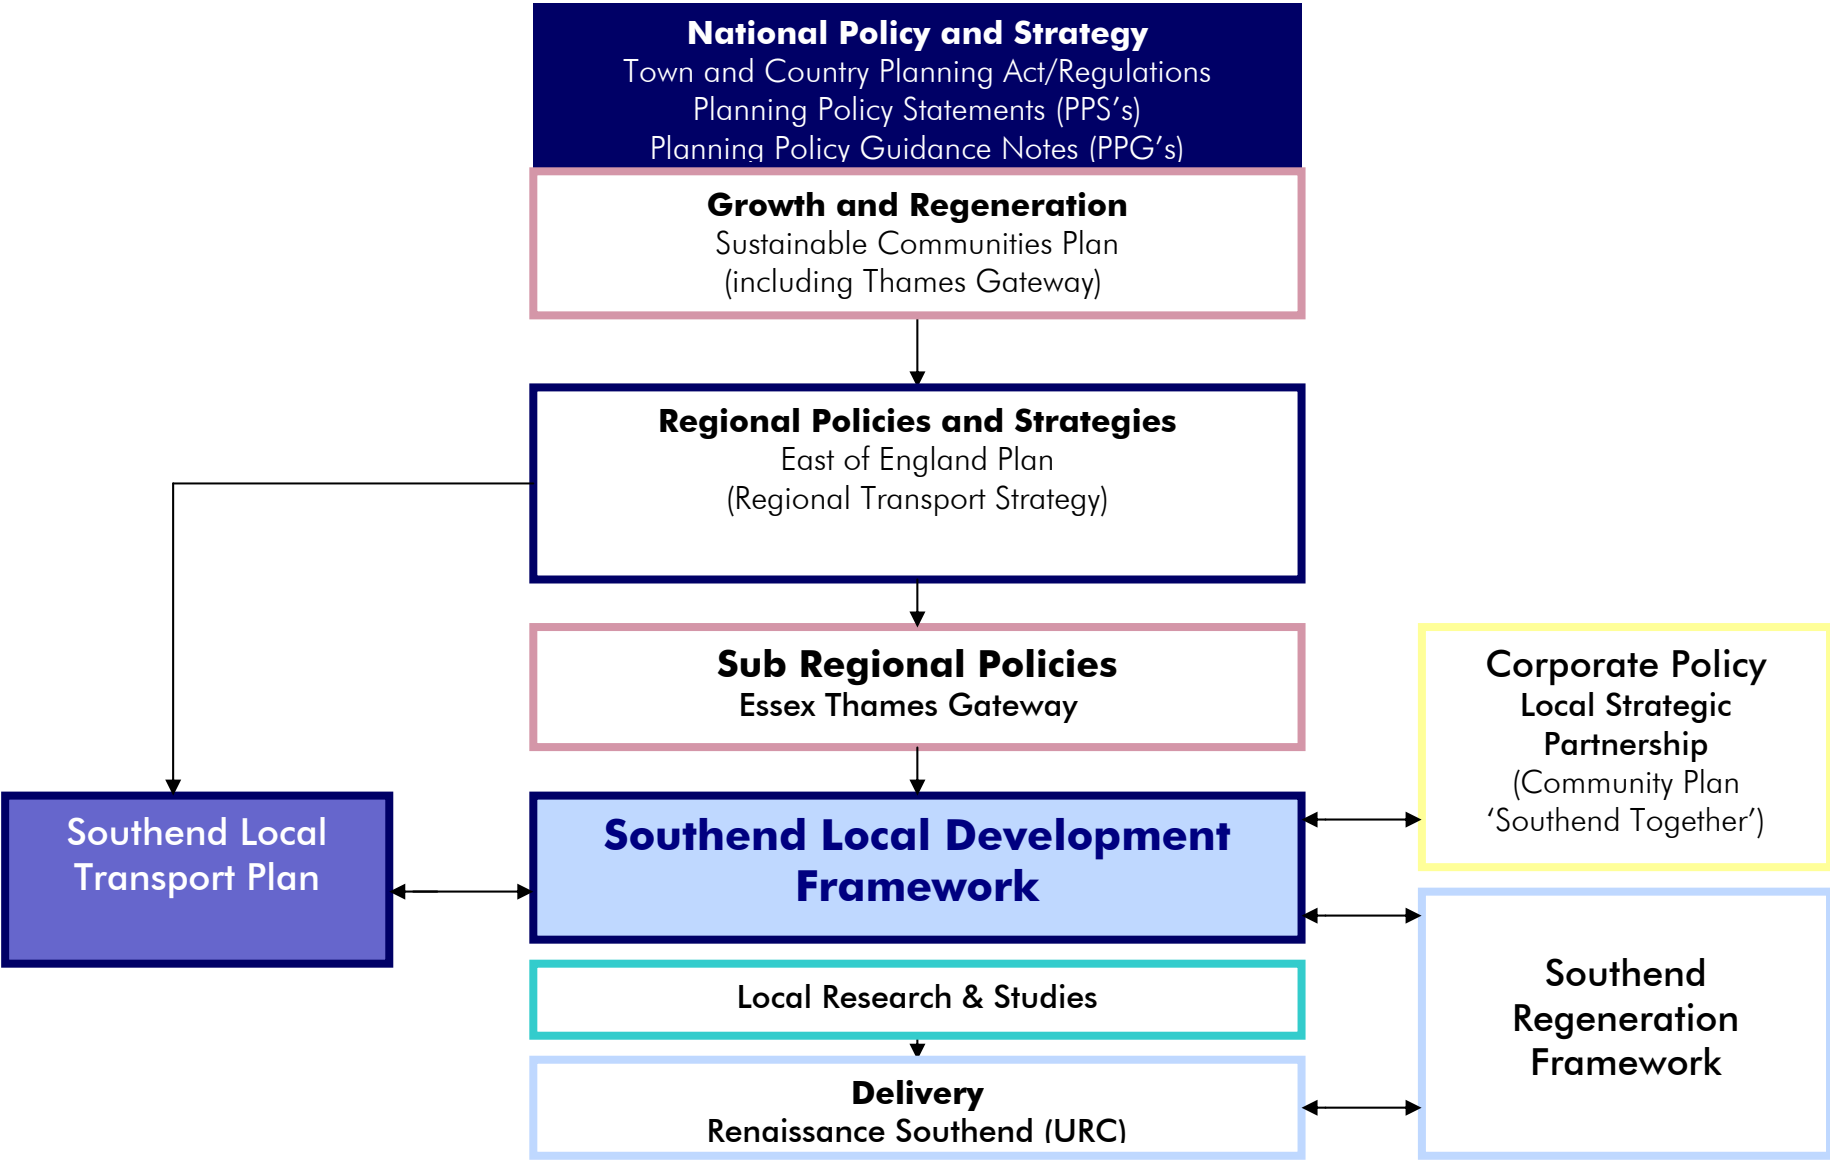 National Policy and Strategy
Town and Country Planning Act/Regulations
Planning Policy Statements (PPS’s)
Planning Policy Guidance Notes (PPG’s)
Growth and Regeneration
Sustainable Communities Plan
(including Thames Gateway)
Regional Policies and Strategies
East of England Plan
(Regional Transport Strategy)
Sub Regional Policies
Essex Thames Gateway
Corporate Policy
Local Strategic
Partnership
(Community Plan
‘Southend Together’)
Southend Local
Transport Plan
Southend Local Development
Framework
Local Research & Studies
Southend
Regeneration
Framework
Delivery
Renaissance Southend (URC)